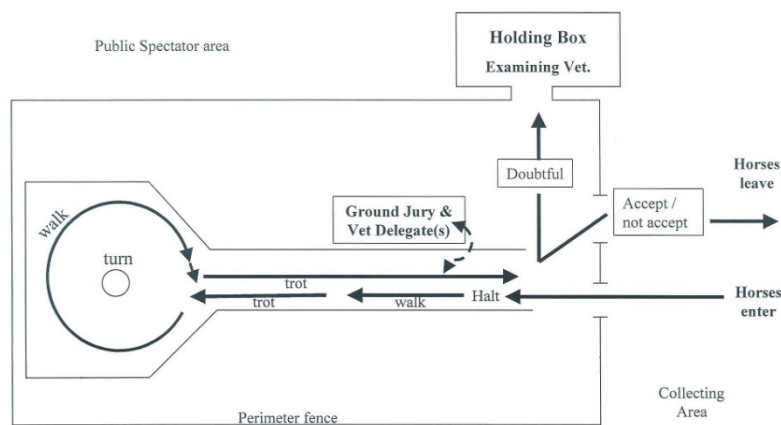 Public Spectator area
Holding Box
Examining Vet.
Doubtful
Horses
leave
Accept /
not accept
Ground Jury &
Vet Delegate(s)
walk
turn
trot
trot
walk
Halt
Horses
enter
Perimeter fence
Collecting
Area